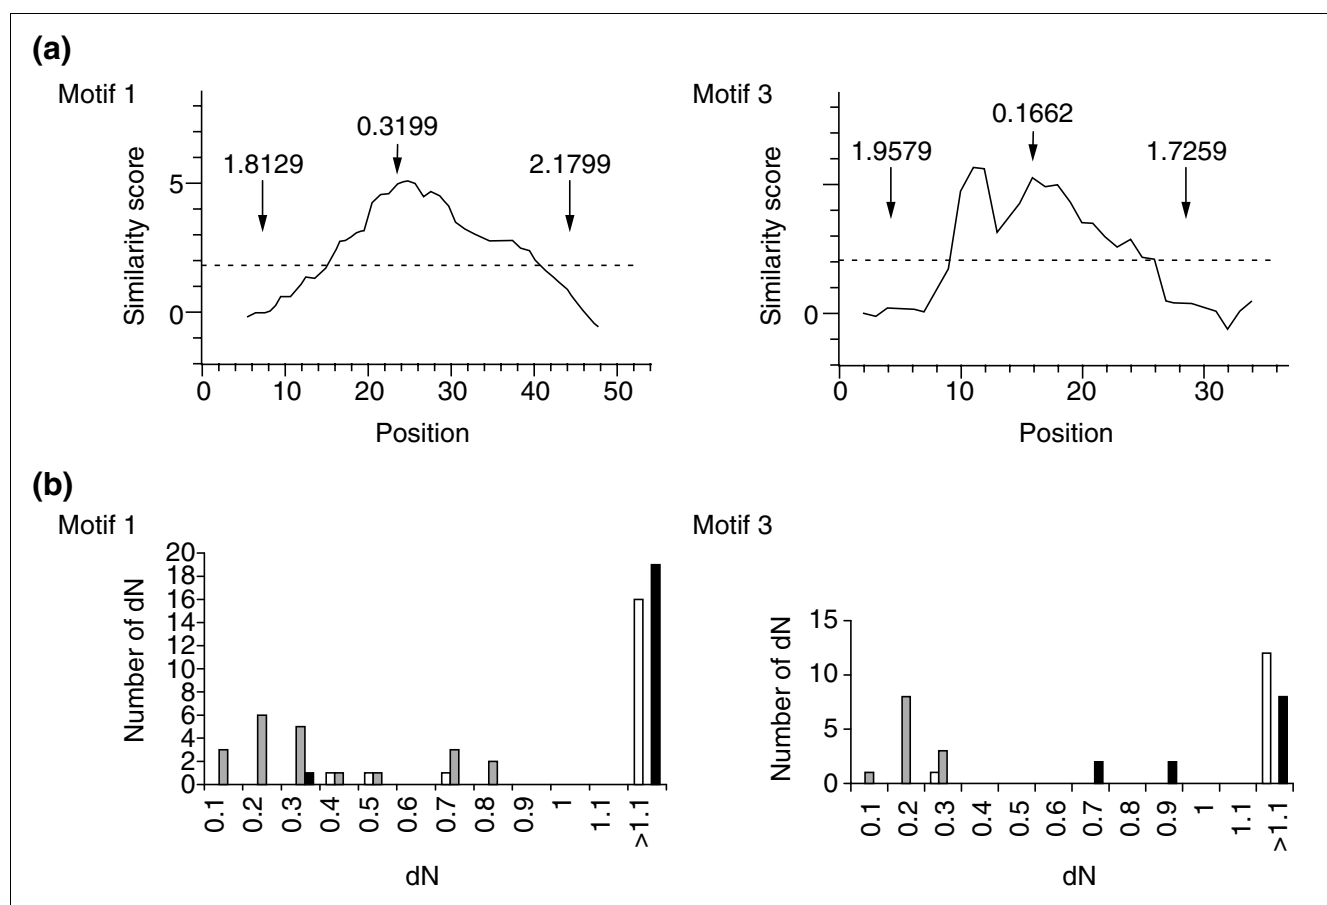 (a)
Motif 1
1.8129
0.3199
2.1799
Similarity score
5
0
0 10 20 30 40 50
Position
Motif 3
1.9579
0.1662
1.7259
Similarity score
0
0 10 20 30
Position
(b)
Motif 1
Number of dN
20
18
16
14
12
10
8
6
4
2
0
0.1 0.2 0.3 0.4 0.5 0.6 0.7 0.8 0.9 1 1.1 >1.1
dN
Motif 3
Number of dN
15
10
5
0
0.1 0.2 0.3 0.4 0.5 0.6 0.7 0.8 0.9 1 1.1 >1.1
dN